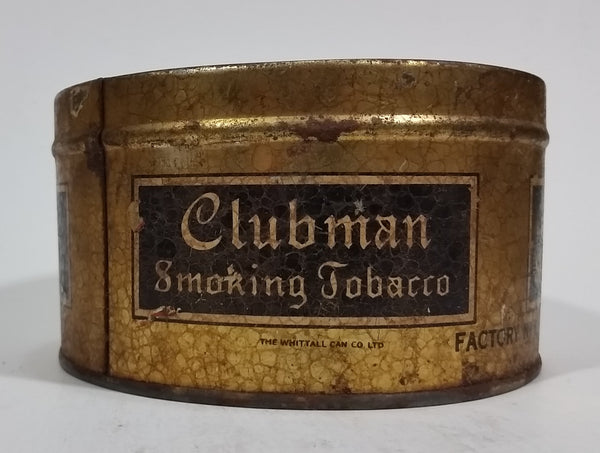 Clubman
Smoking Tobacco
THE WHITTALL CAN CO. LTD
FACTORY